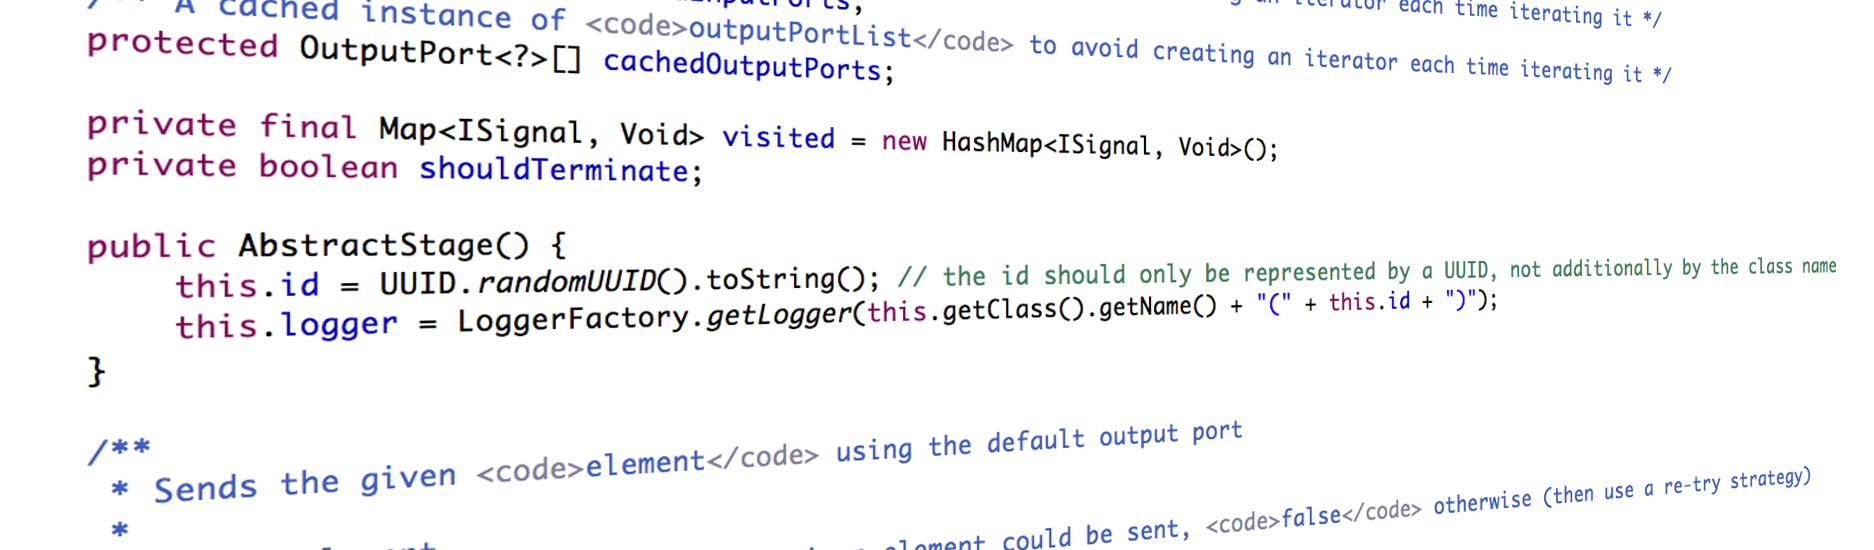 each time iterating it */
/** A cached instance of <code>outputPortList</code> to avoid creating an iterator each time iterating it */
protected OutputPort<?>[] cachedOutputPorts;
private final Map<ISignal, Void> visited = new HashMap<ISignal, Void>();
private boolean shouldTerminate;
public AbstractStage() {
this.id = UUID.randomUUID().toString(); // the id should only be represented by a UUID, not additionally by the class name
this.logger = LoggerFactory.getLogger(this.getClass().getName() + "(" + this.id + ")");
}
/**
* Sends the given <code>element</code> using the default output port
*
element could be sent, <code>false</code> otherwise (then use a re-try strategy)